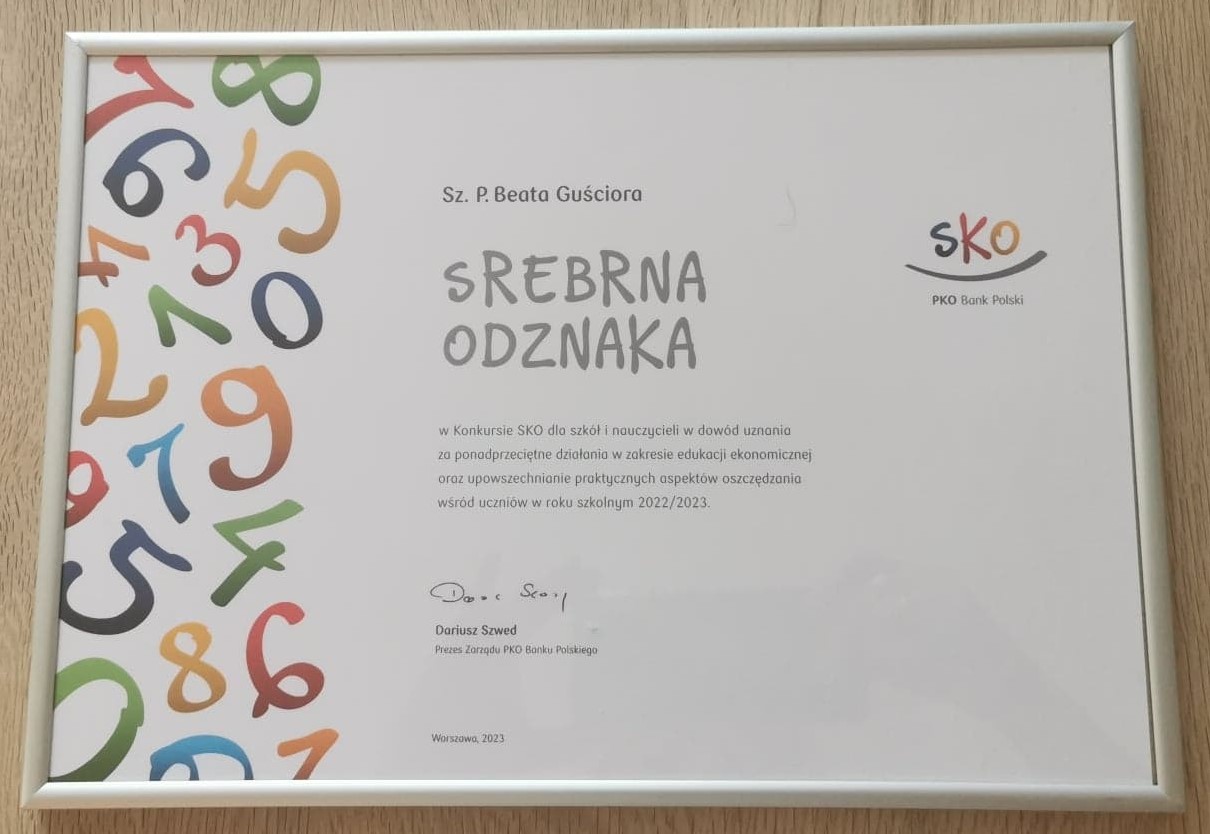 Sz. P. Beata Guściora
SREBRNA
ODZNAKA
SKO
PKO Bank Polski
w Konkursie SKO dla szkół i nauczycieli w dowód uznania
za ponadprzeciętne działania w zakresie edukacji ekonomicznej
oraz upowszechnianie praktycznych aspektów oszczędzania
wśród uczniów w roku szkolnym 2022/2023.
Dariusz Szwed
Prezes Zarządu PKO Banku Polskiego
Warszawa, 2023